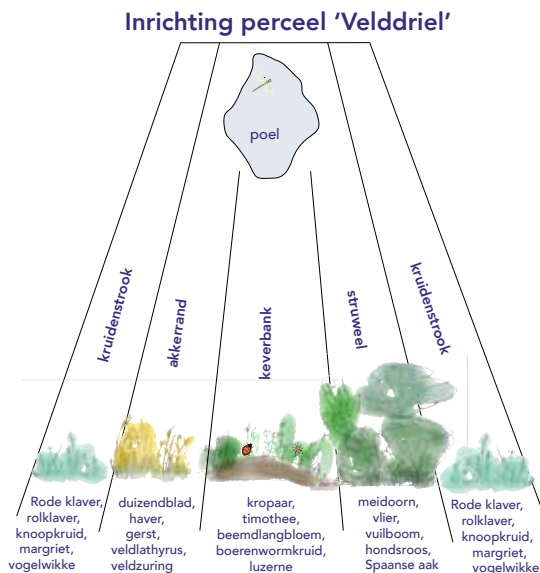 Inrichting perceel 'Velddriel'
poel
kruidenstrook
akkerrand
keverbank
struweel
kruidenstrook
Rode klaver,
rolklaver,
knoopkruid,
margriet,
vogelwikke
duizendblad,
haver,
gerst,
veldlathyrus,
veldzuring
kropaar,
timothee,
beemdlangbloem,
boerenwormkruid,
luzerne
meidoorn,
vlier,
vuilboom,
hondsroos,
Spaanse aak
Rode klaver,
rolklaver,
knoopkruid,
margriet,
vogelwikke